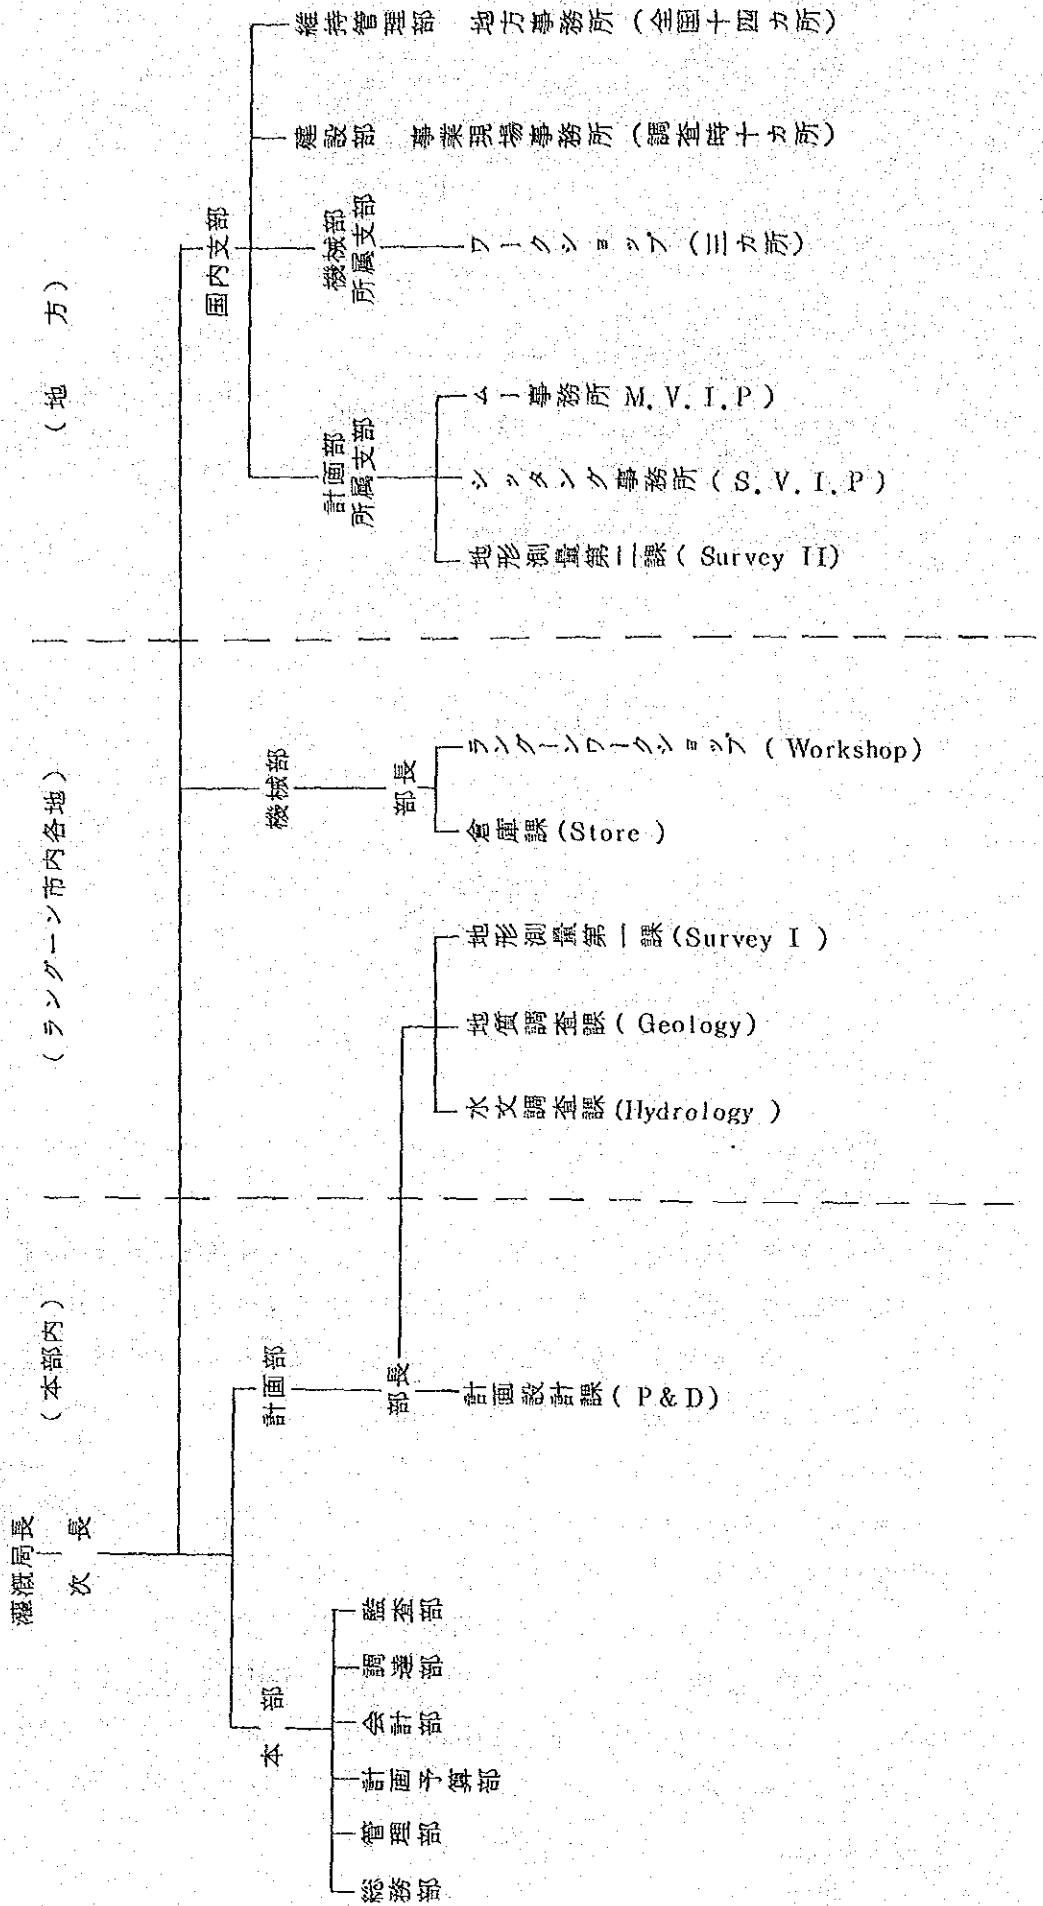 灌漑局長
次長
（本部内）
（ラングーン市内各地）
（地方）
本部
総務部
管理部
計画予算部
会計部
調達部
監査部
計画部
部長
計画設計課（P&D）
水文調査課（Hydrology）
地質調査課（Geology）
地形測量第一課（Survey I）
機械部
部長
倉庫課（Store）
ラングーンワークショップ（Workshop）
国内支部
計画部
所属支部
地形測量第二課（Survey II）
シッタング事務所（S.V.I.P）
ムー事務所 M.V.I.P）
機械部
所属支部
ワークショップ（三カ所）
建設部　事業現場事務所（調査時十カ所）
維持管理部　地方事務所（全国十四カ所）